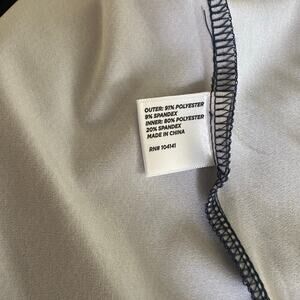 OUTER: 91% POLYESTER
9% SPANDEX
INNER: 80% POLYESTER
20% SPANDEX
MADE IN CHINA
RN# 104141